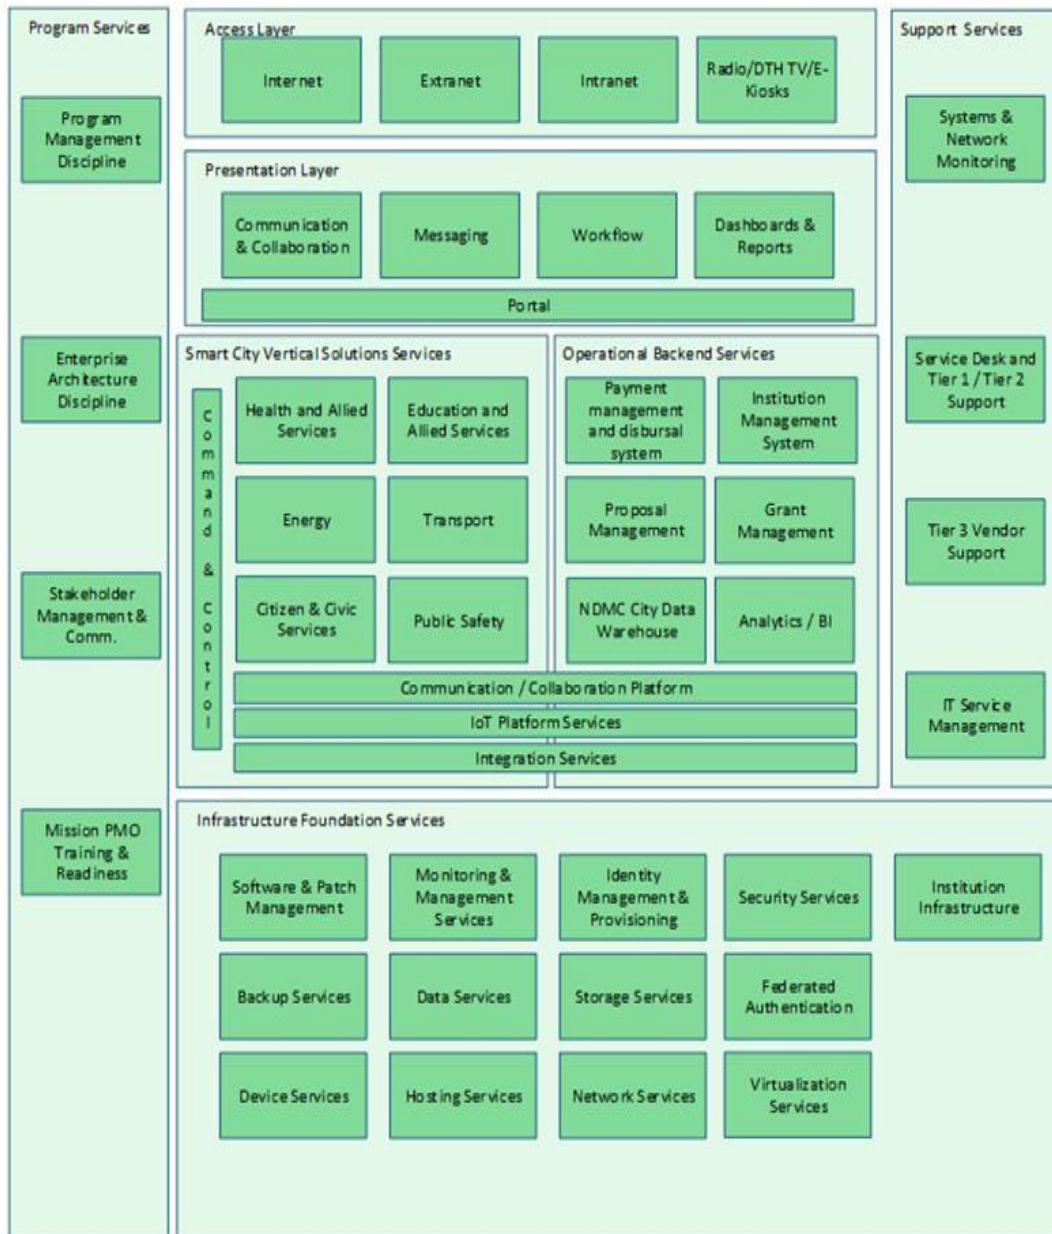 Program Services
Program
Management
Discipline
Enterprise
Architecture
Discipline
Stakeholder
Management &
Comm.
Mission PMO
Training &
Readiness
Access Layer
Internet
Extranet
Intranet
Radio/DTH TV/E-
Kiosks
Presentation Layer
Communication
& Collaboration
Messaging
Workflow
Dashboards &
Reports
Portal
Smart City Vertical Solutions Services
Command & Control
Health and Allied
Services
Education and
Allied Services
Energy
Transport
Citizen & Civic
Services
Public Safety
Operational Backend Services
Payment
management
and disbursal
system
Institution
Management
System
Proposal
Management
Grant
Management
NDMC City Data
Warehouse
Analytics / BI
Communication / Collaboration Platform
IoT Platform Services
Integration Services
Support Services
Systems &
Network
Monitoring
Service Desk and
Tier 1 / Tier 2
Support
Tier 3 Vendor
Support
IT Service
Management
Infrastructure Foundation Services
Software & Patch
Management
Monitoring &
Management
Services
Identity
Management &
Provisioning
Security Services
Institution
Infrastructure
Backup Services
Data Services
Storage Services
Federated
Authentication
Device Services
Hosting Services
Network Services
Virtualization
Services